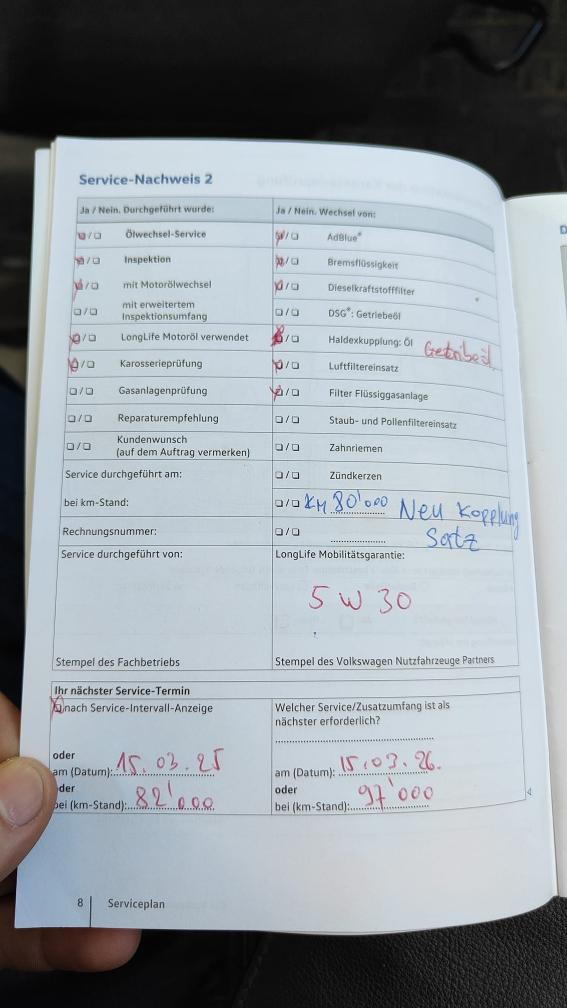 Service-Nachweis 2
Ja / Nein. Durchgeführt wurde:
Ja / Nein. Wechsel von:
❏/❏ Ölwechsel-Service
❏/❏ AdBlue®
❏/❏ Inspektion
❏/❏ Bremsflüssigkeit
❏/❏ mit Motorölwechsel
❏/❏ Dieselkraftstofffilter
❏/❏ mit erweitertem
Inspektionsumfang
❏/❏ DSG®: Getriebeöl
❏/❏ LongLife Motoröl verwendet
❏/❏ Haldexkupplung: Öl Getriebeöl
❏/❏ Karosserieprüfung
❏/❏ Luftfiltereinsatz
❏/❏ Gasanlagenprüfung
❏/❏ Filter Flüssiggasanlage
❏/❏ Reparaturempfehlung
❏/❏ Staub- und Pollenfiltereinsatz
❏/❏ Kundenwunsch
(auf dem Auftrag vermerken)
❏/❏ Zahnriemen
Service durchgeführt am:
❏/❏ Zündkerzen
bei km-Stand:
❏/❏ KM 80'000 Neu Kopplung
Satz
Rechnungsnummer:
❏/❏
Service durchgeführt von:
LongLife Mobilitätsgarantie:
5 W 30
Stempel des Fachbetriebs
Stempel des Volkswagen Nutzfahrzeuge Partners
Ihr nächster Service-Termin
❏ nach Service-Intervall-Anzeige
Welcher Service/Zusatzumfang ist als
nächster erforderlich?
oder
am (Datum): 15.03.25
oder
bei (km-Stand): 82'000
am (Datum): 15.03.26.
oder
bei (km-Stand): 97'000
8 Serviceplan
D